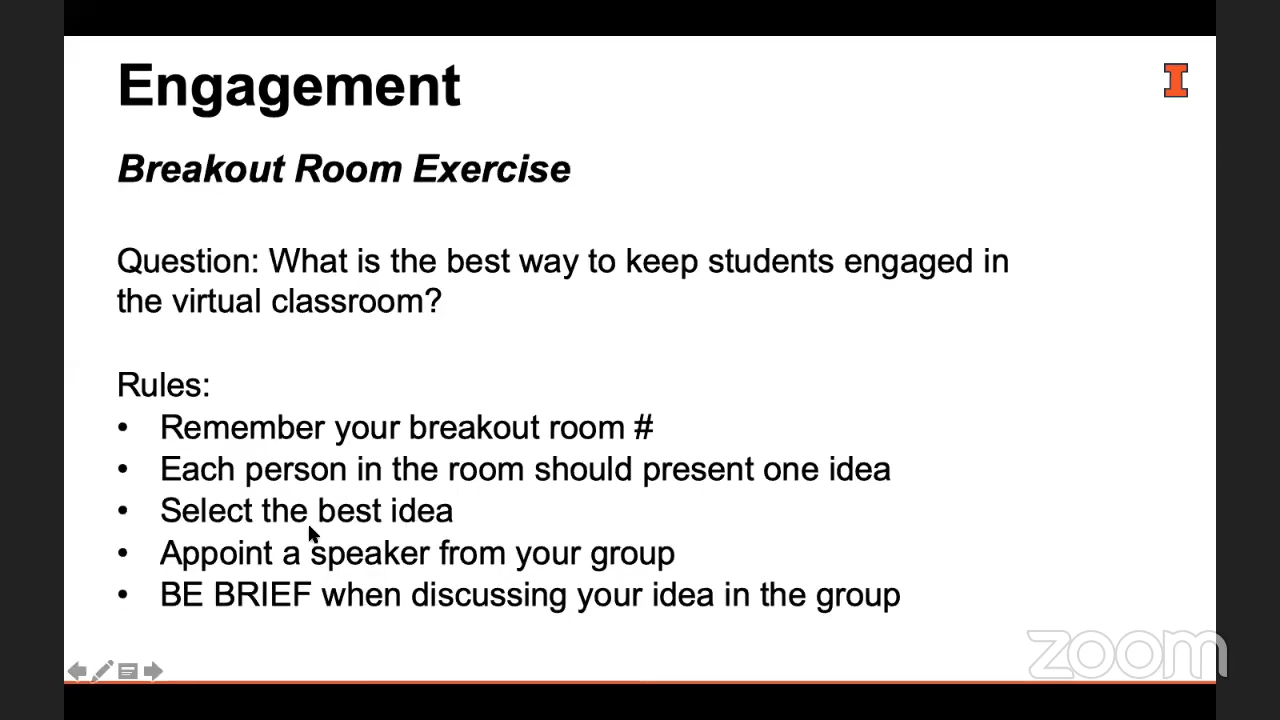 Engagement
I
Breakout Room Exercise
Question: What is the best way to keep students engaged in
the virtual classroom?
Rules:
• Remember your breakout room #
• Each person in the room should present one idea
• Select the best idea
• Appoint a speaker from your group
• BE BRIEF when discussing your idea in the group
zoom